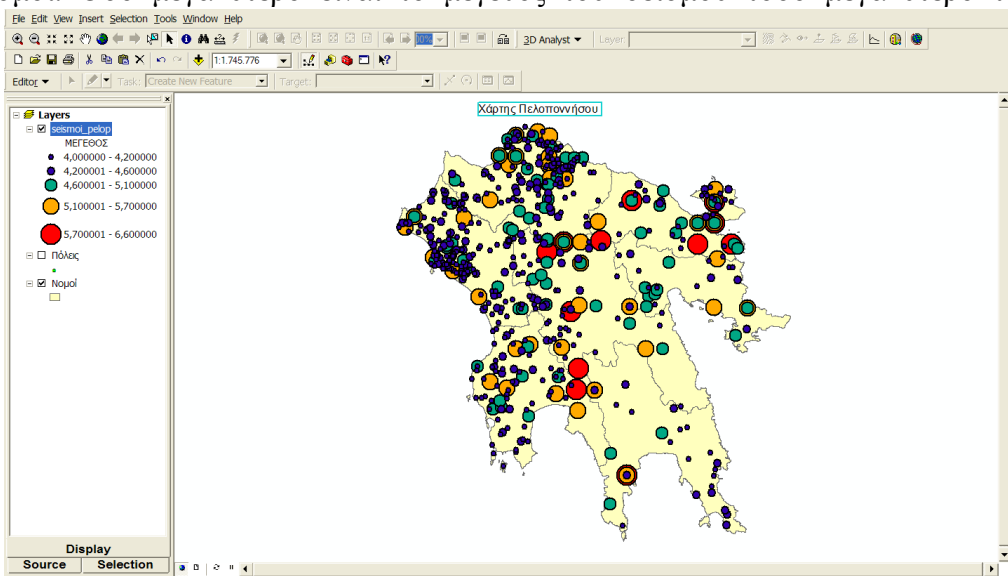 File Edit View Insert Selection Tools Window Help
3D Analyst Layer:
1:1.745.776
Editor Task: Create New Feature Target:
Layers
seismoi_pelop
ΜΕΓΕΘΟΣ
4,000000 - 4,200000
4,200001 - 4,600000
4,600001 - 5,100000
5,100001 - 5,700000
5,700001 - 6,600000
Πόλεις
Νομοί
Display
Source Selection
Χάρτης Πελοποννήσου